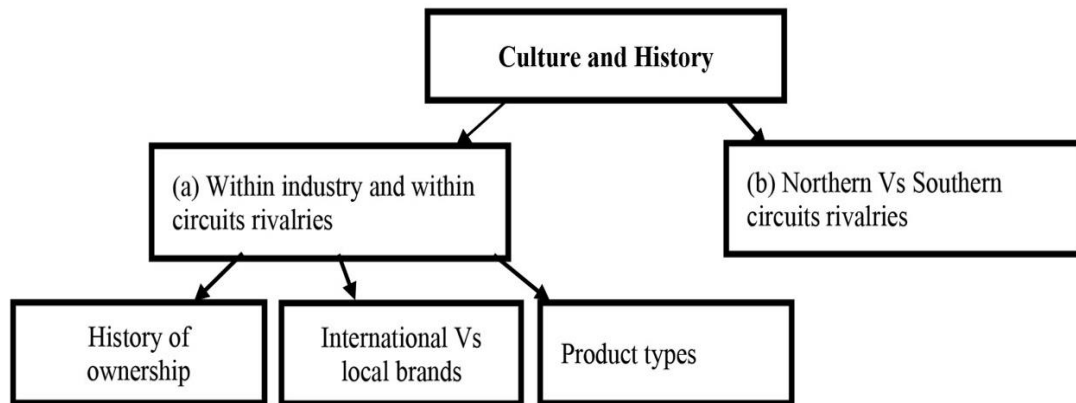 Culture and History
(a) Within industry and within
circuits rivalries
(b) Northern Vs Southern
circuits rivalries
History of
ownership
International Vs
local brands
Product types